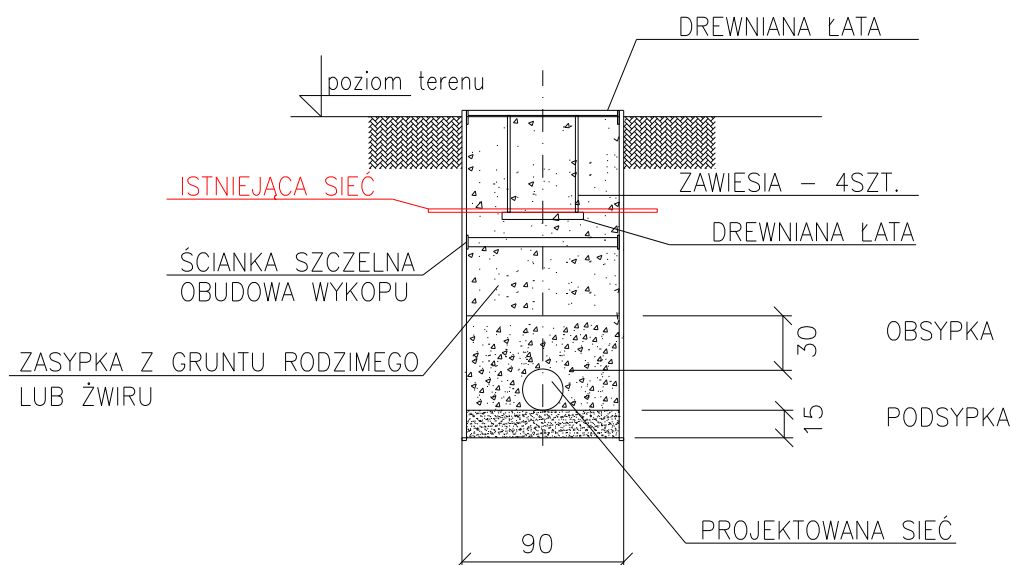 DREWNIANA ŁATA
poziom terenu
ISTNIEJĄCA SIEĆ
ZAWIESIA - 4SZT.
DREWNIANA ŁATA
ŚCIANKA SZCZELNA
OBUDOWA WYKOPU
30
OBSYPKA
ZASYPKA Z GRUNTU RODZIMEGO
LUB ŻWIRU
15
PODSYPKA
PROJEKTOWANA SIEĆ
90